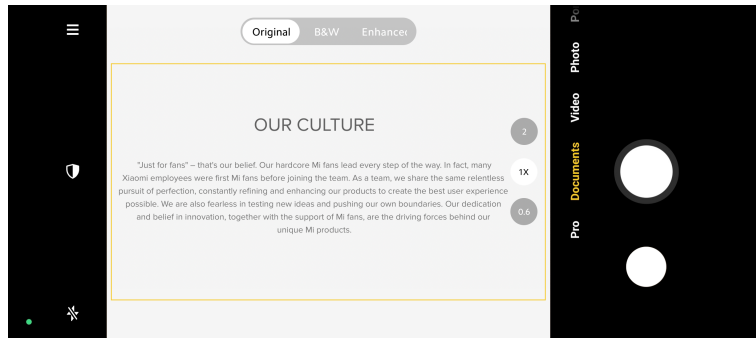 Original B&W Enhanced
OUR CULTURE
"Just for fans" – that's our belief. Our hardcore Mi fans lead every step of the way. In fact, many
Xiaomi employees were first Mi fans before joining the team. As a team, we share the same relentless
pursuit of perfection, constantly refining and enhancing our products to create the best user experience
possible. We are also fearless in testing new ideas and pushing our own boundaries. Our dedication
and belief in innovation, together with the support of Mi fans, are the driving forces behind our
unique Mi products.
2
1X
0.6
Po
Photo
Video
Documents
Pro